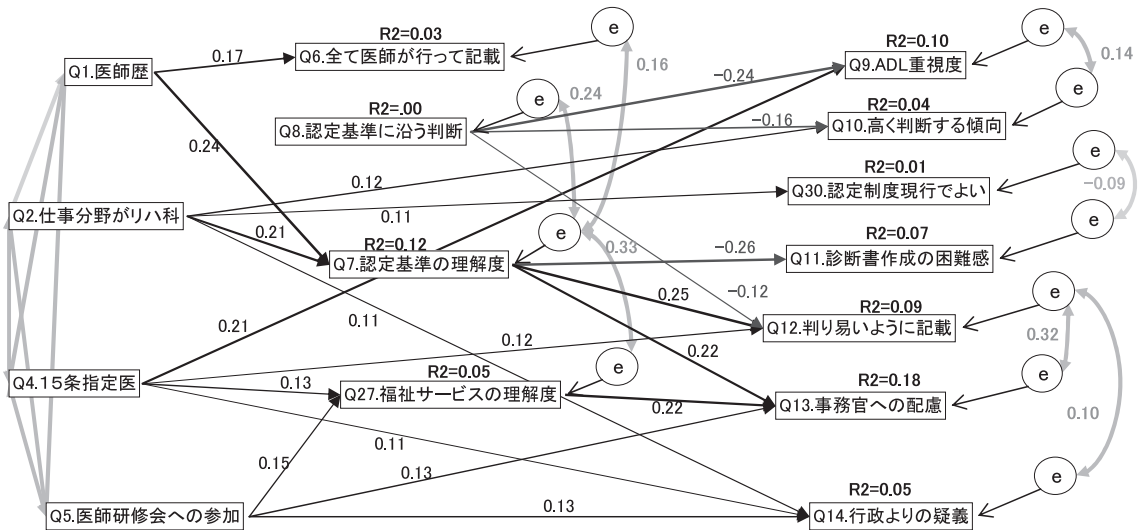 R2=0.03
Q6.全て医師が行って記載
e
R2=0.10
Q9.ADL重視度
e
0.14
Q1.医師歴
0.17
0.16
-0.24
R2=.00
Q8.認定基準に沿う判断
e
0.24
R2=0.04
Q10.高く判断する傾向
e
-0.16
0.24
0.12
R2=0.01
Q30.認定制度現行でよい
e
-0.09
Q2.仕事分野がリハ科
0.11
0.21
R2=0.12
Q7.認定基準の理解度
e
0.33
-0.26
R2=0.07
Q11.診断書作成の困難感
e
0.25
-0.12
R2=0.09
Q12.判り易いように記載
e
0.32
0.21
0.11
0.12
0.22
Q4.15条指定医
0.13
R2=0.05
Q27.福祉サービスの理解度
e
0.22
R2=0.18
Q13.事務官への配慮
e
0.10
0.11
0.15
0.13
e
Q5.医師研修会への参加
0.13
R2=0.05
Q14.行政よりの疑義